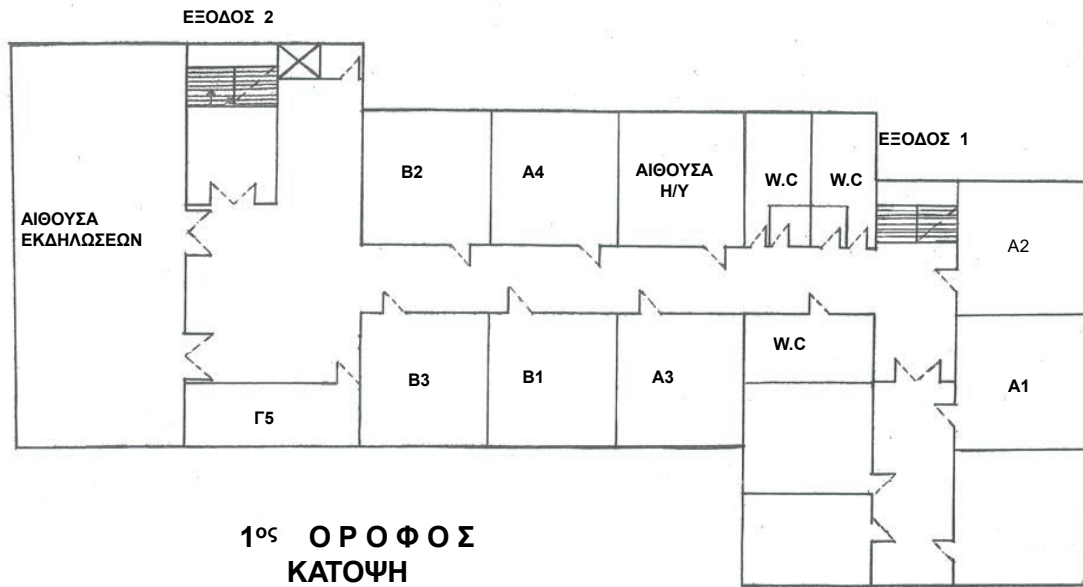 ΕΞΟΔΟΣ 2
ΕΞΟΔΟΣ 1
Β2
Α4
ΑΙΘΟΥΣΑ
Η/Υ
W.C
W.C
ΑΙΘΟΥΣΑ
ΕΚΔΗΛΩΣΕΩΝ
Α2
W.C
Β3
Β1
Α3
Α1
Γ5
1ος ΟΡΟΦΟΣ
ΚΑΤΟΨΗ